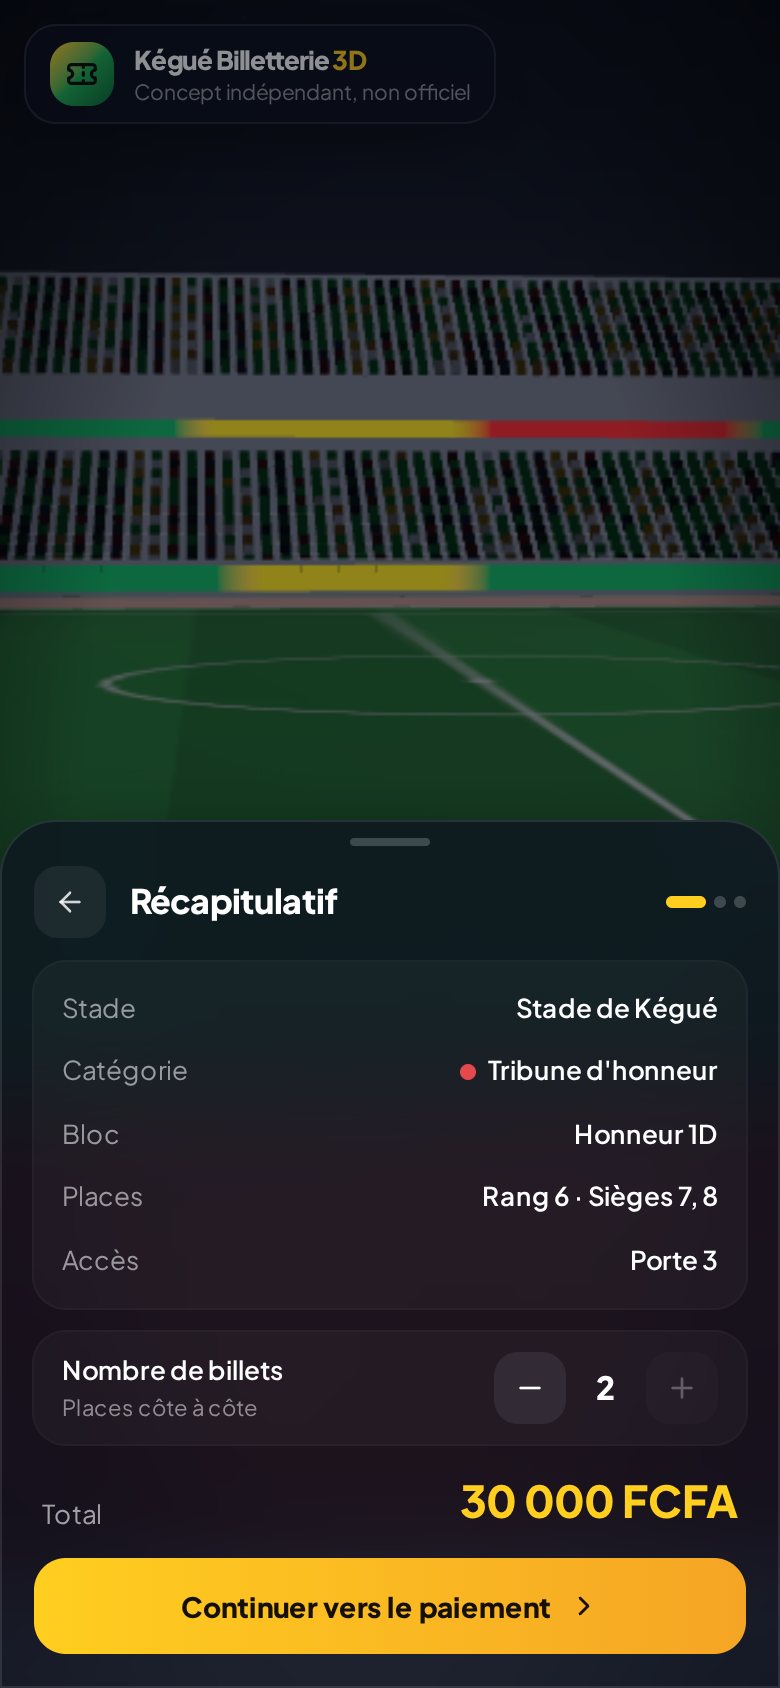 Kégué Billetterie 3D
Concept indépendant, non officiel
Récapitulatif
Stade Stade de Kégué
Catégorie Tribune d'honneur
Bloc Honneur 1D
Places Rang 6 · Sièges 7, 8
Accès Porte 3
Nombre de billets
Places côte à côte
− 2 +
Total 30 000 FCFA
Continuer vers le paiement